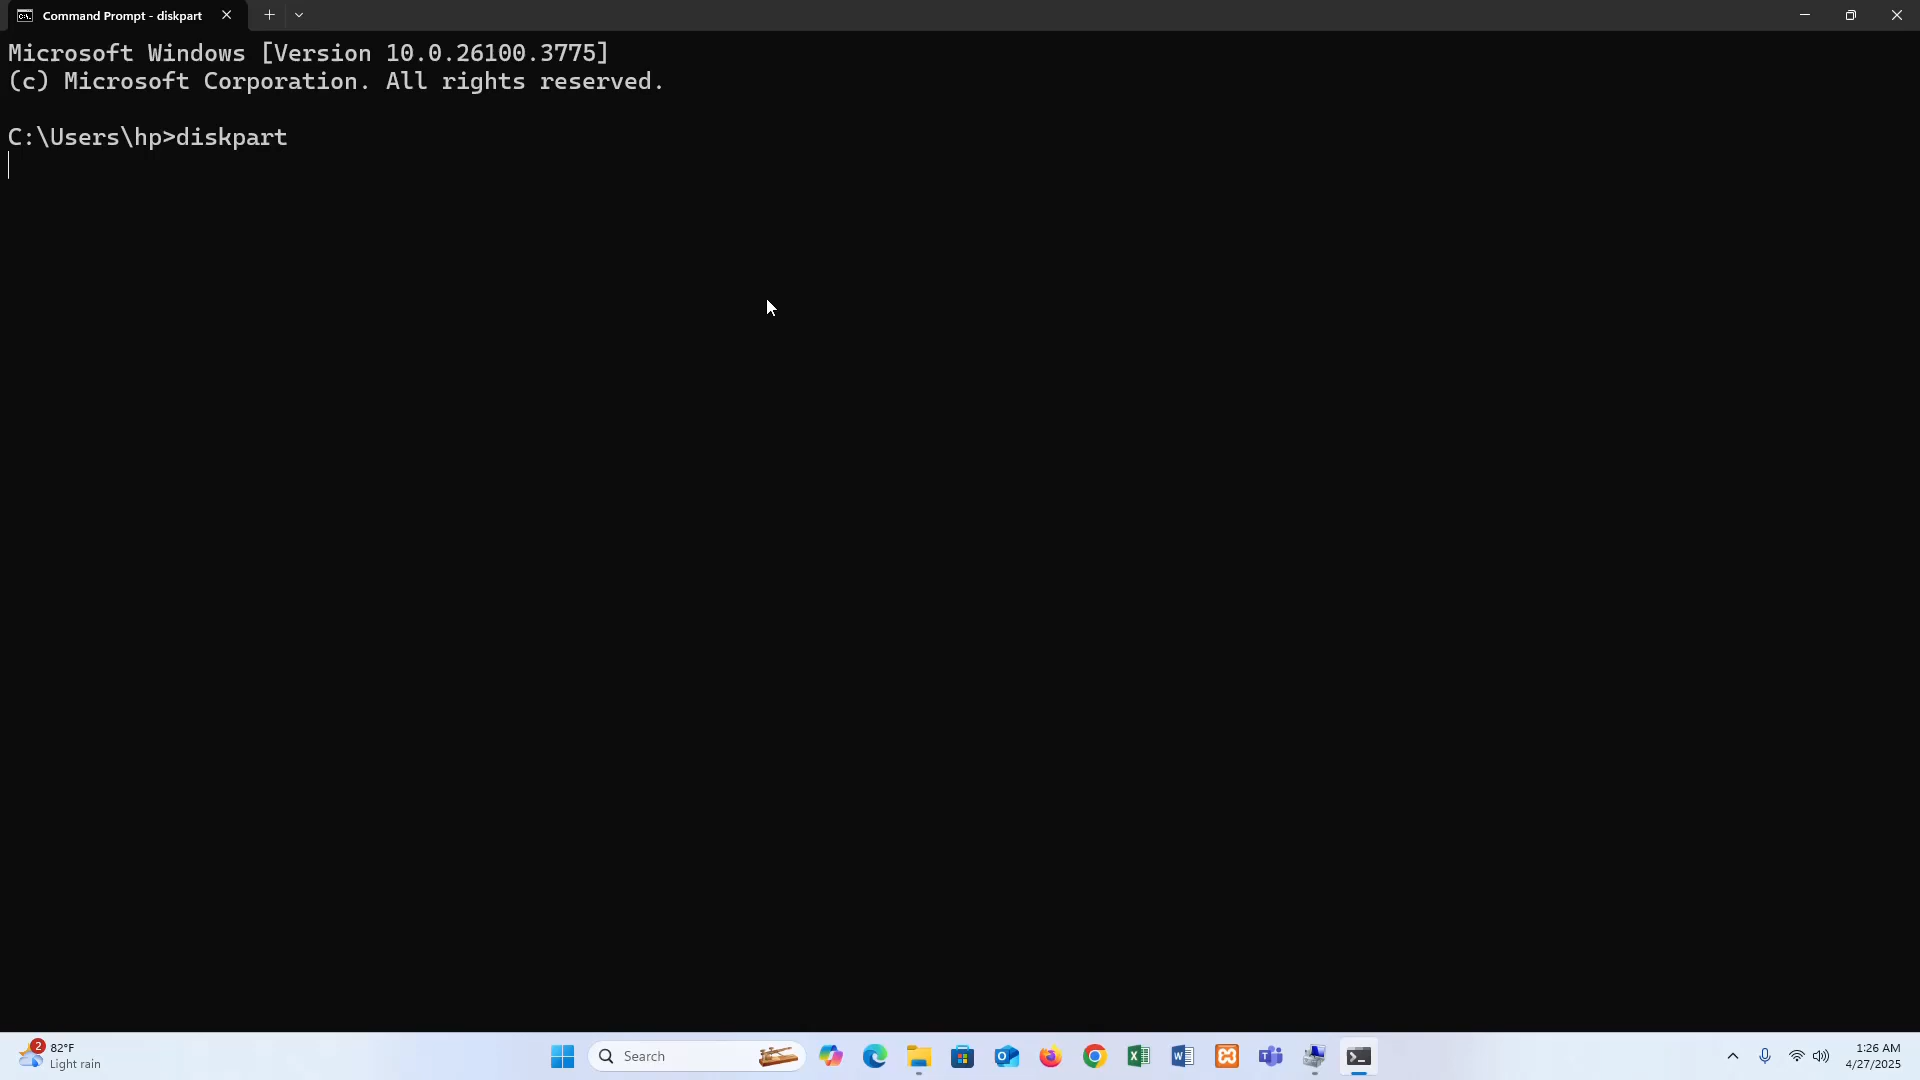 Command Prompt - diskpart
Microsoft Windows [Version 10.0.26100.3775]
(c) Microsoft Corporation. All rights reserved.
C:\Users\hp>diskpart
2
82°F
Light rain
Search
1:26 AM
4/27/2025